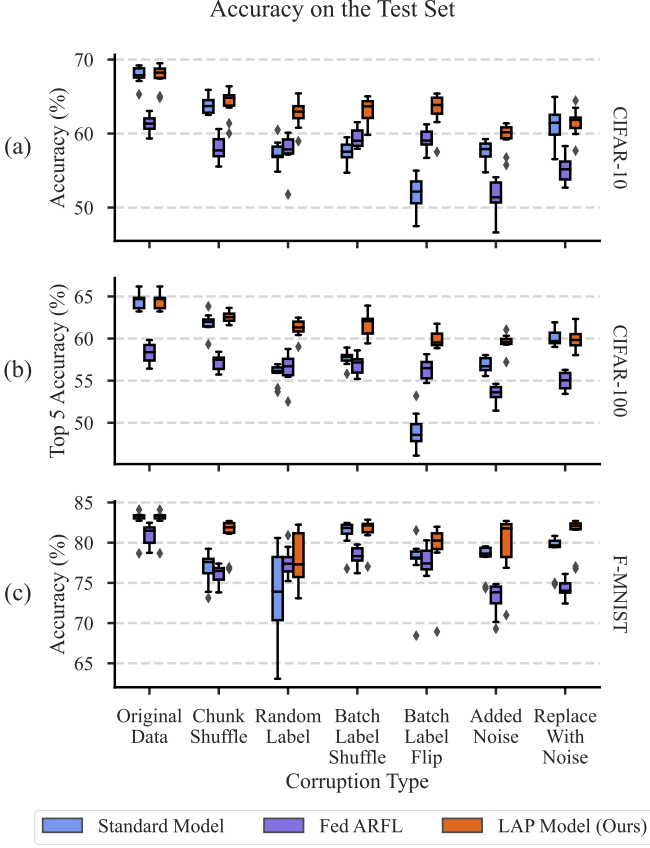 Accuracy on the Test Set
(a)
Accuracy (%)
70
60
50
CIFAR-10
(b)
Top 5 Accuracy (%)
65
60
55
50
CIFAR-100
(c)
Accuracy (%)
85
80
75
70
65
F-MNIST
Original Data
Chunk Shuffle
Random Label
Batch Label Shuffle
Batch Label Flip
Added Noise
Replace With Noise
Corruption Type
Standard Model
Fed ARFL
LAP Model (Ours)